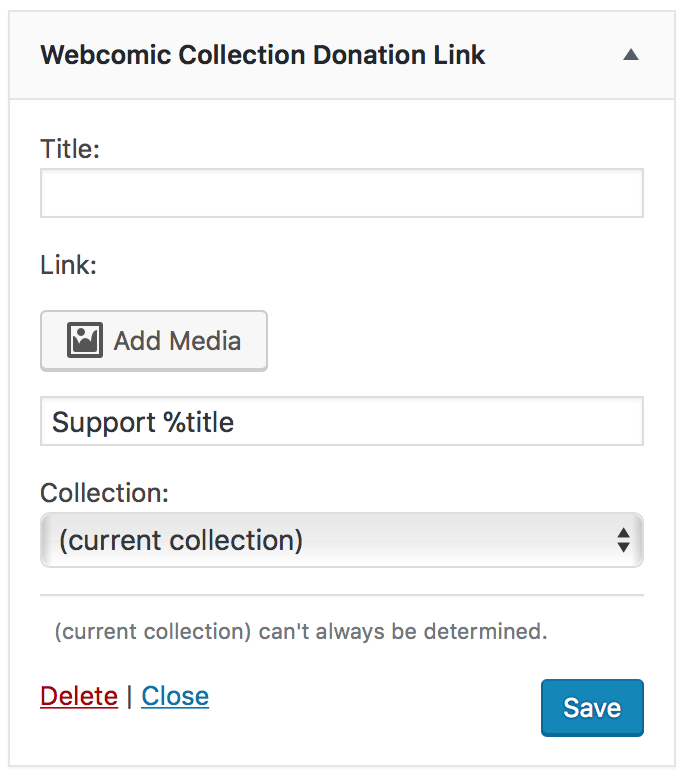 Webcomic Collection Donation Link
Title:
Link:
Add Media
Support %title
Collection:
(current collection)
(current collection) can't always be determined.
Delete | Close
Save